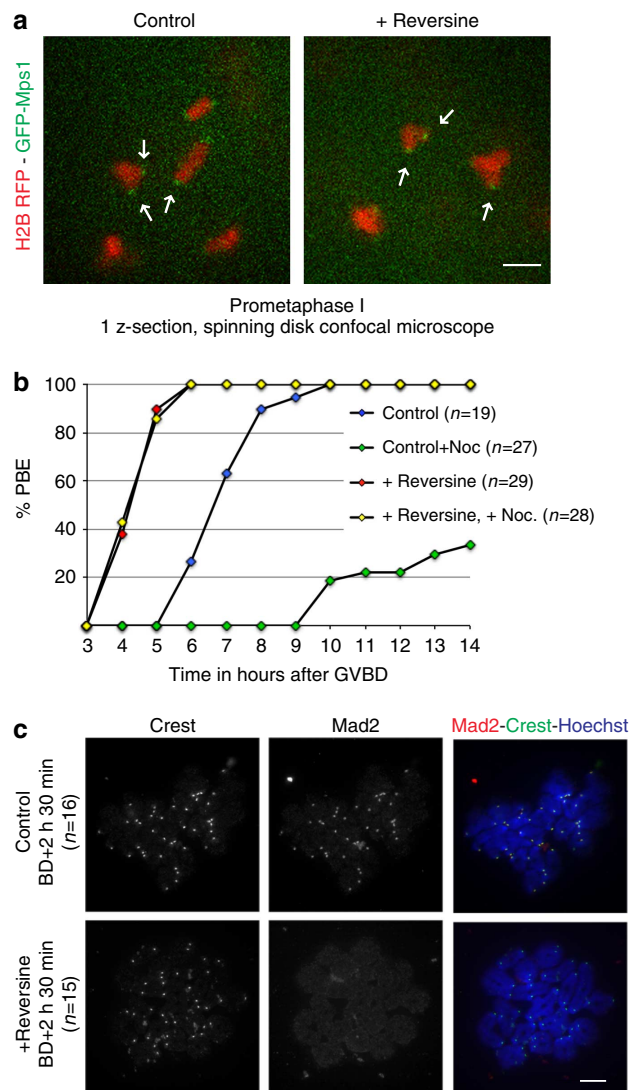 a
Control
+ Reversine
H2B RFP - GFP-Mps1
Prometaphase I
1 z-section, spinning disk confocal microscope
b
100
80
60
40
20
% PBE
Control (n=19)
Control+Noc (n=27)
+ Reversine (n=29)
+ Reversine, + Noc. (n=28)
3 4 5 6 7 8 9 10 11 12 13 14
Time in hours after GVBD
c
Crest
Mad2
Mad2-Crest-Hoechst
Control
BD+2 h 30 min
(n=16)
+Reversine
BD+2 h 30 min
(n=15)